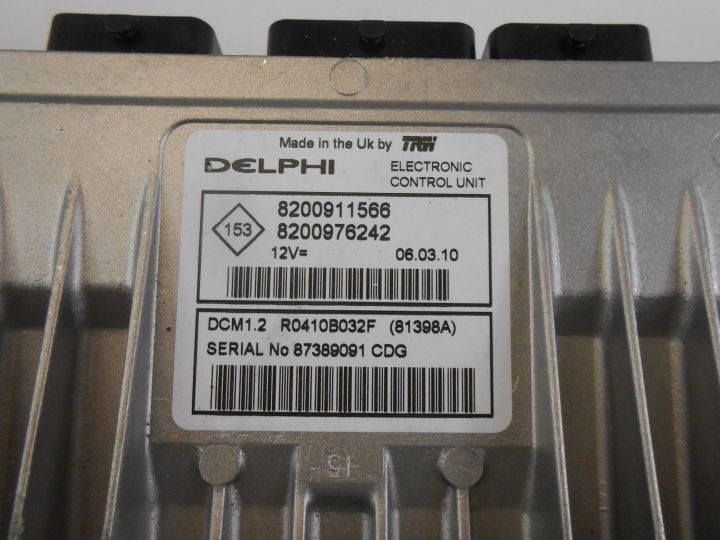 Made in the Uk by TRW
DELPHI ELECTRONIC
CONTROL UNIT
153
8200911566
8200976242
12V= 06.03.10
DCM1.2 R0410B032F (81398A)
SERIAL No 87389091 CDG
15